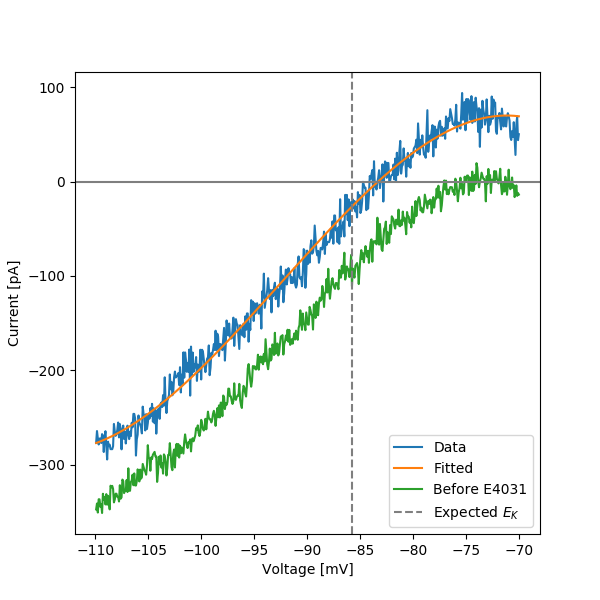 100
0
−100
−200
−300
Current [pA]
−110 −105 −100 −95 −90 −85 −80 −75 −70
Voltage [mV]
Data
Fitted
Before E4031
Expected $E_K$